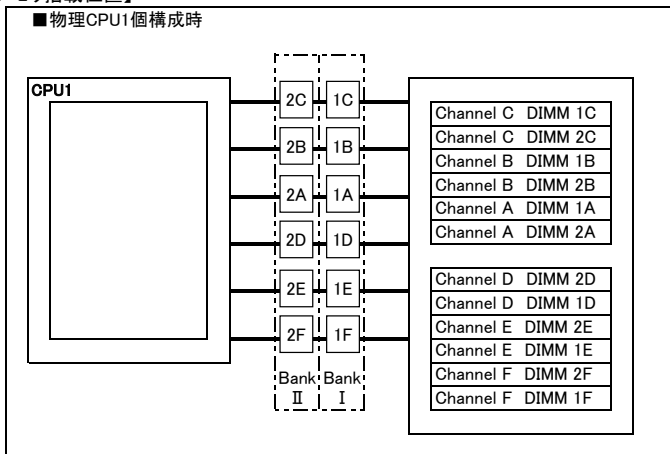 ■物理CPU1個構成時
CPU1
2C 1C
2B 1B
2A 1A
2D 1D
2E 1E
2F 1F
Bank Bank
Ⅱ Ⅰ
Channel C DIMM 1C
Channel C DIMM 2C
Channel B DIMM 1B
Channel B DIMM 2B
Channel A DIMM 1A
Channel A DIMM 2A
Channel D DIMM 2D
Channel D DIMM 1D
Channel E DIMM 2E
Channel E DIMM 1E
Channel F DIMM 2F
Channel F DIMM 1F